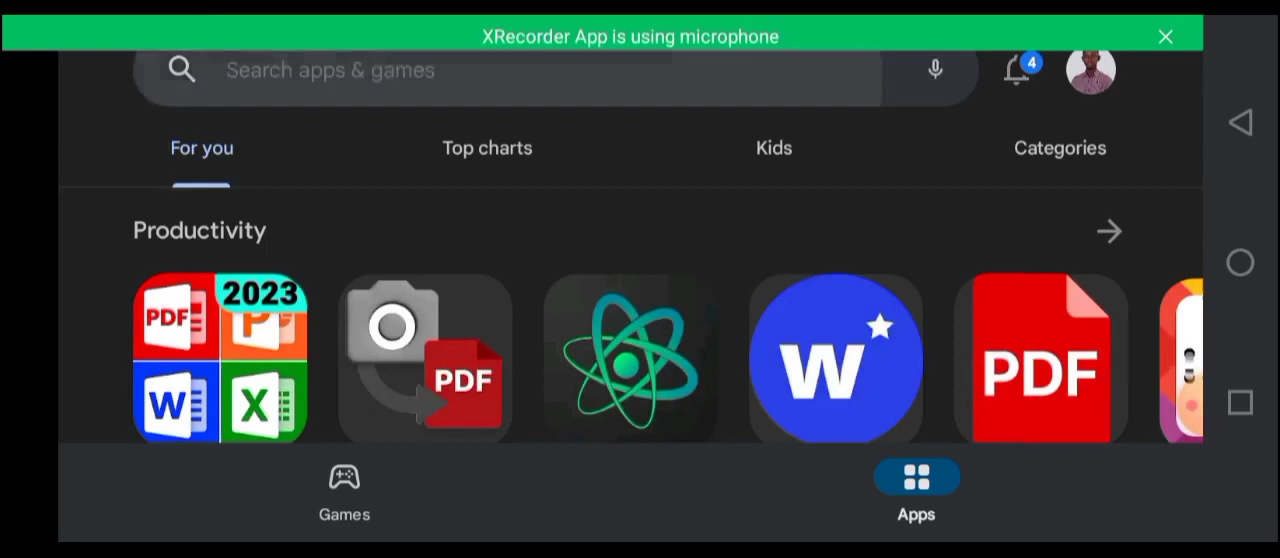 XRecorder App is using microphone
Search apps & games
4
For you
Top charts
Kids
Categories
Productivity
PDF
2023
P
W
X
PDF
W
PDF
Games
Apps